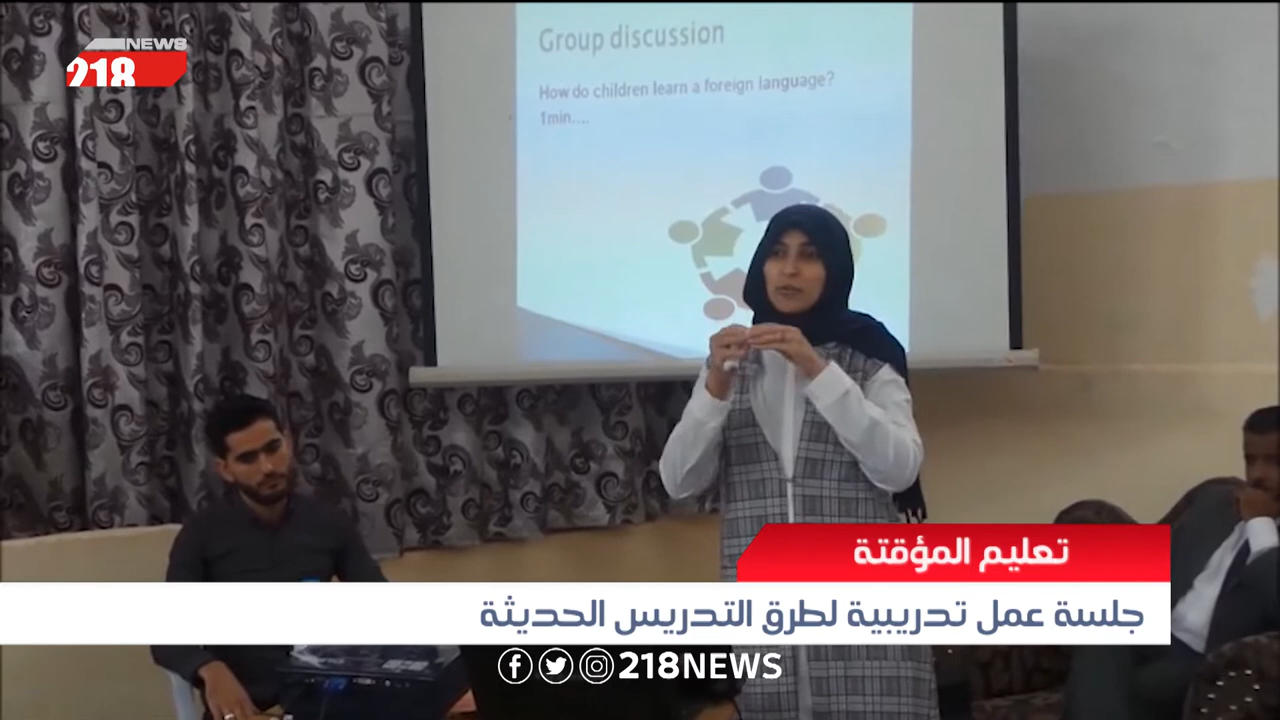 NEWS
218
Group discussion
How do children learn a foreign language?
1min....
تعليم المؤقتة
جلسة عمل تدريبية لطرق التدريس الحديثة
218NEWS